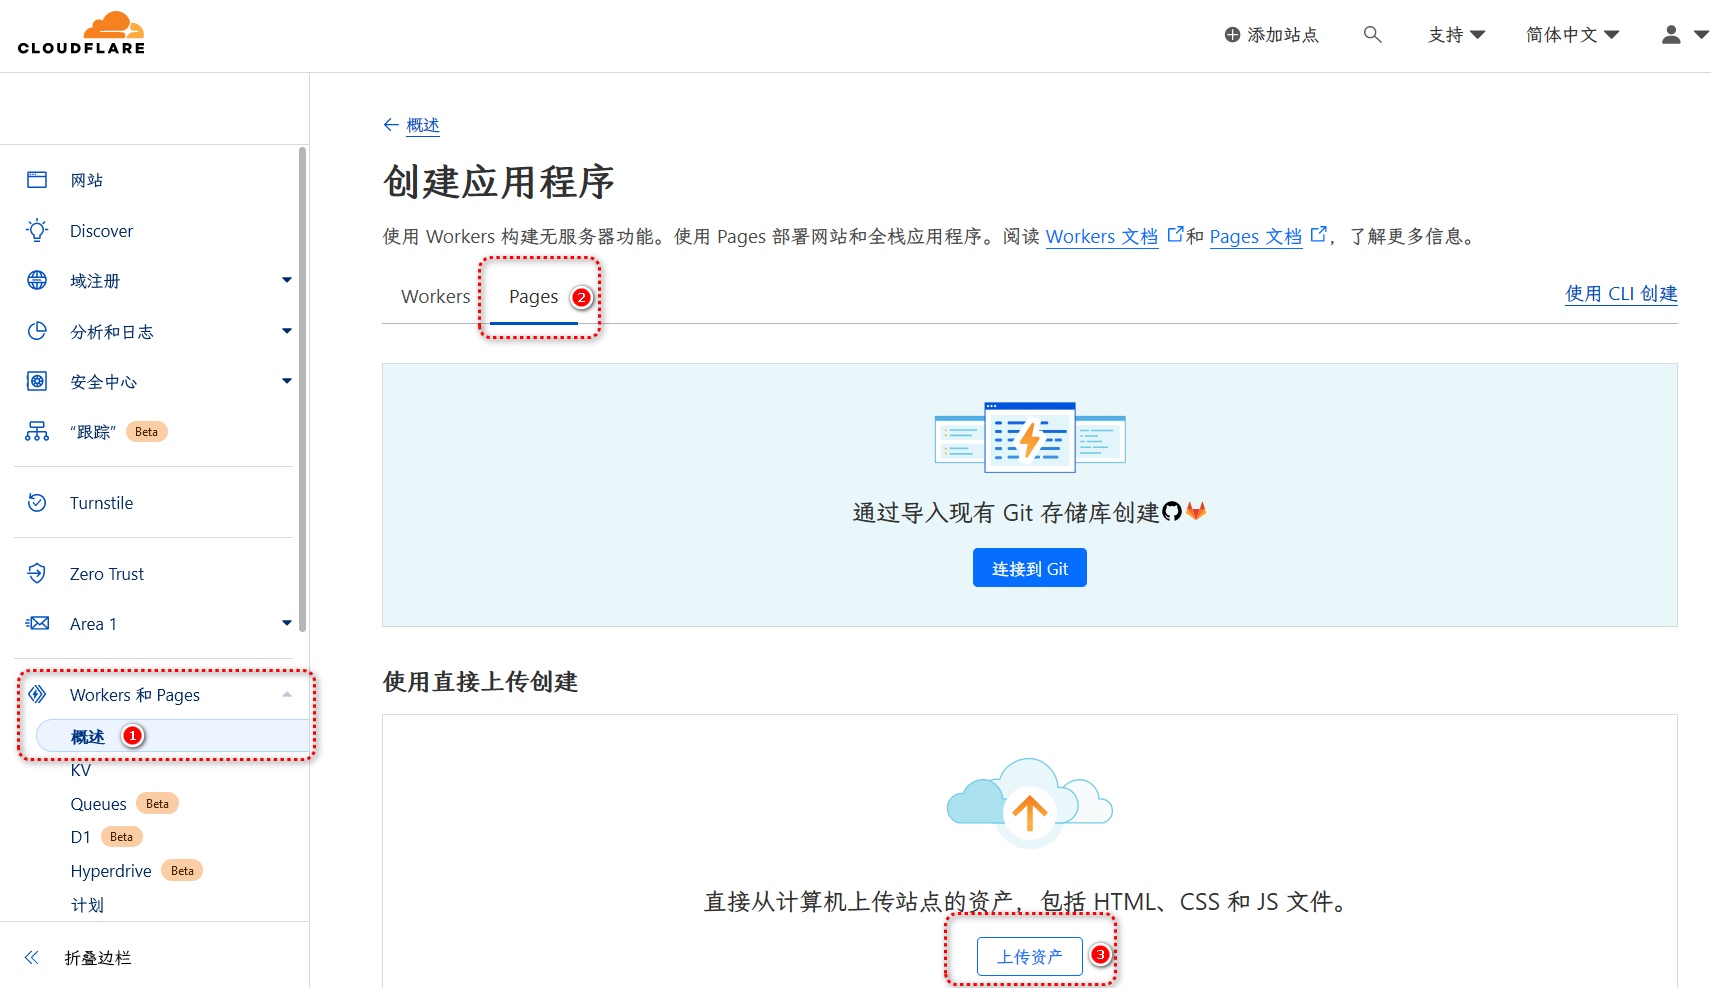 CLOUDFLARE
添加站点
支持
简体中文
网站
Discover
域注册
分析和日志
安全中心
“跟踪” Beta
Turnstile
Zero Trust
Area 1
Workers 和 Pages
概述 1
KV
Queues Beta
D1 Beta
Hyperdrive Beta
计划
折叠边栏
概述
创建应用程序
使用 Workers 构建无服务器功能。使用 Pages 部署网站和全栈应用程序。阅读 Workers 文档 和 Pages 文档，了解更多信息。
Workers Pages 2
使用 CLI 创建
通过导入现有 Git 存储库创建
连接到 Git
使用直接上传创建
直接从计算机上传站点的资产，包括 HTML、CSS 和 JS 文件。
上传资产 3